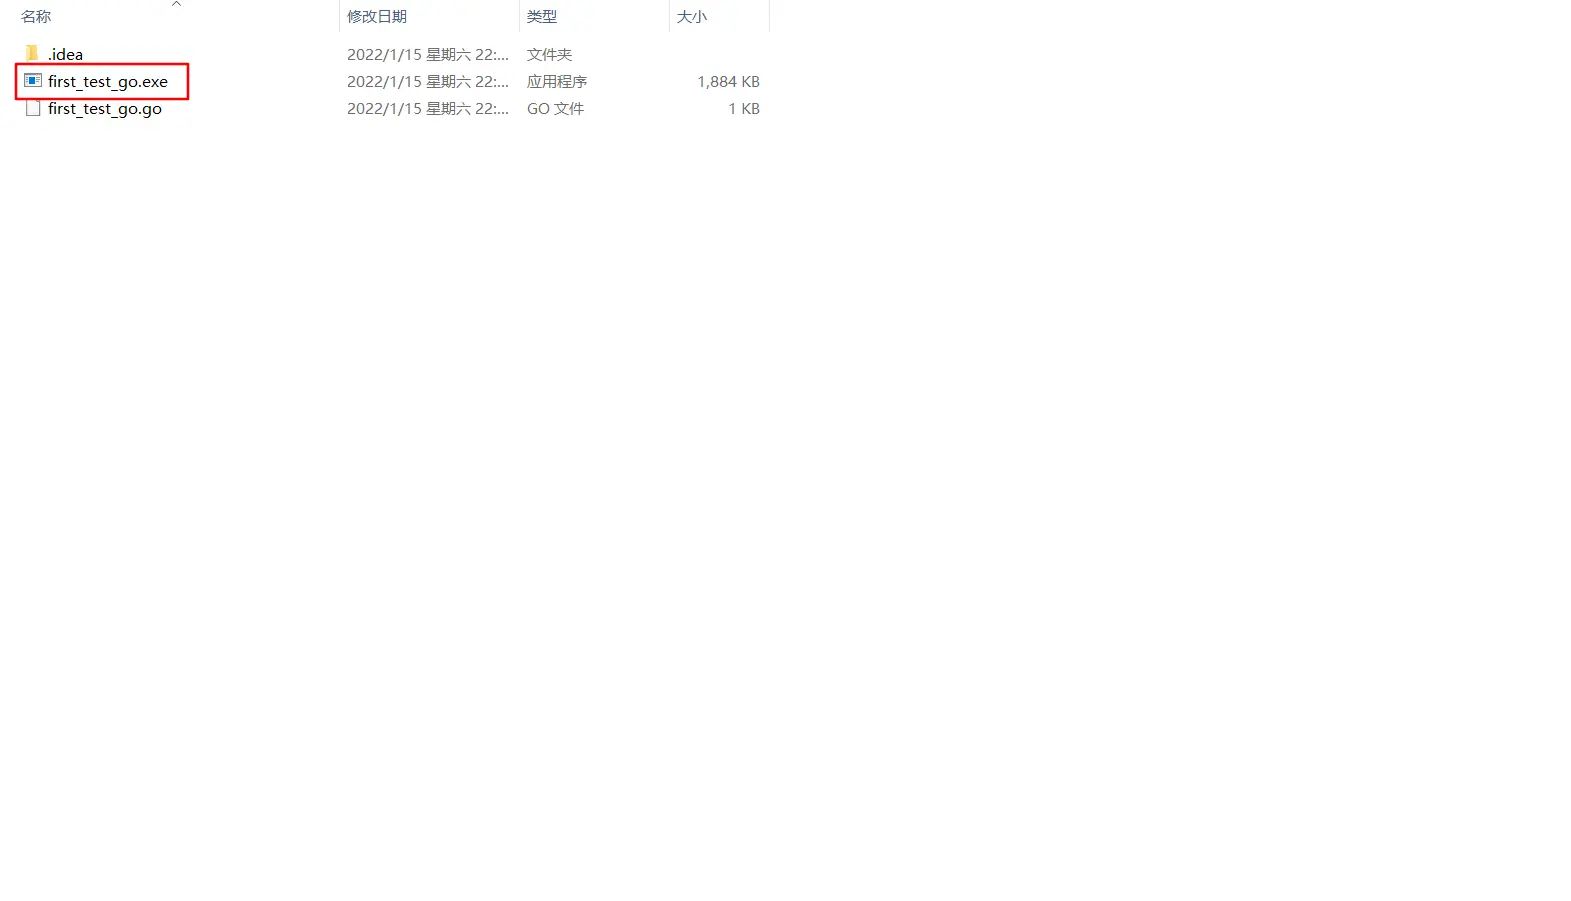 名称 修改日期 类型 大小
.idea 2022/1/15 星期六 22:... 文件夹
first_test_go.exe 2022/1/15 星期六 22:... 应用程序 1,884 KB
first_test_go.go 2022/1/15 星期六 22:... GO 文件 1 KB